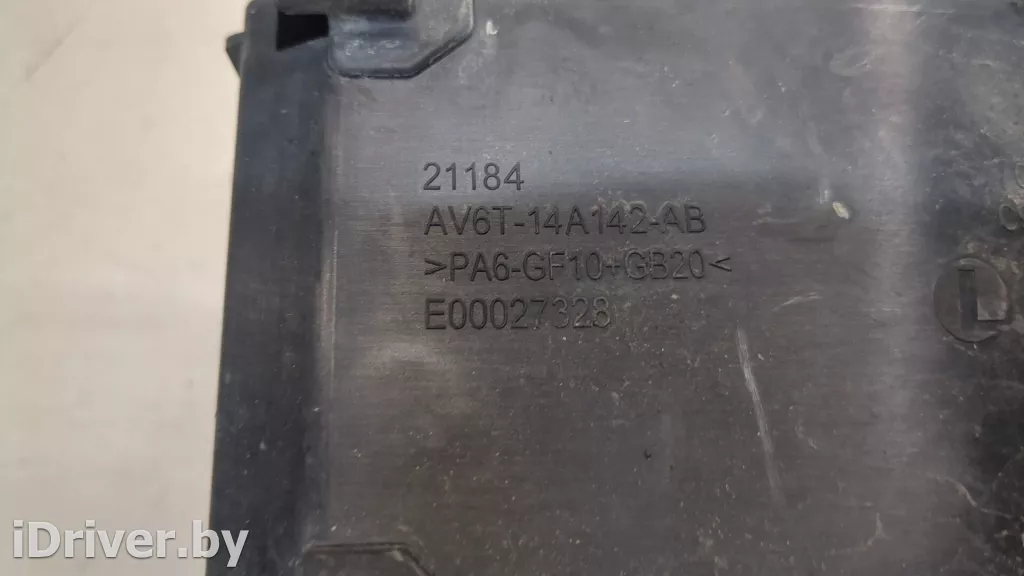 21184
AV6T-14A142-AB
>PA6-GF10+GB20<
E00027328
L
iDriver.by